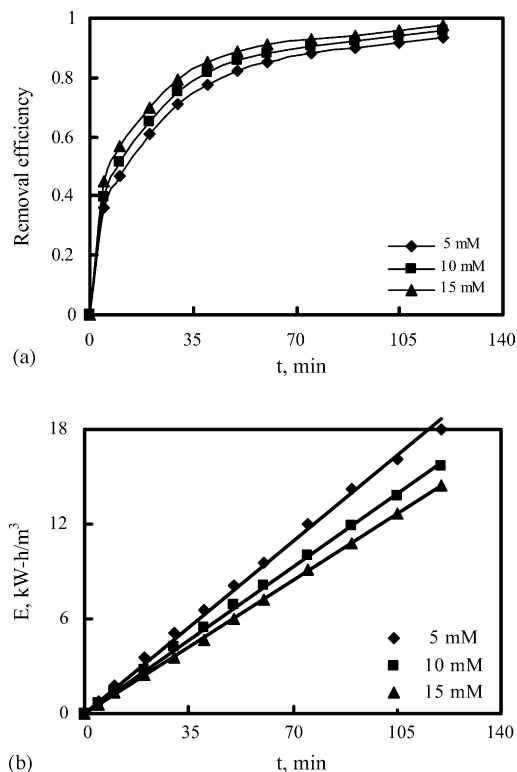 1
0.8
0.6
0.4
0.2
0
Removal efficiency
5 mM
10 mM
15 mM
0 35 70 105 140
t, min
(a)
18
12
6
0
E, kW-h/m³
5 mM
10 mM
15 mM
0 35 70 105 140
t, min
(b)